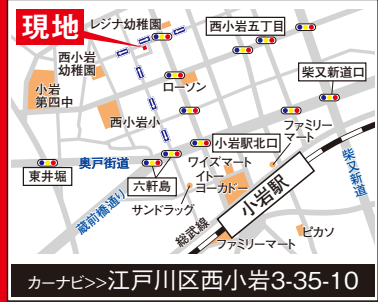 現地
レジナ幼稚園
西小岩五丁目
西小岩
幼稚園
柴又新道口
小岩
第四中
ローソン
西小岩小
ファミリー
マート
小岩駅北口
奥戸街道
ワイズマート
イトー
ヨーカドー
柴又新道
東井堀
六軒島
小岩駅
蔵前橋通り
サンドラッグ
総武線
ピカソ
ファミリーマート
カーナビ>>江戸川区西小岩3-35-10